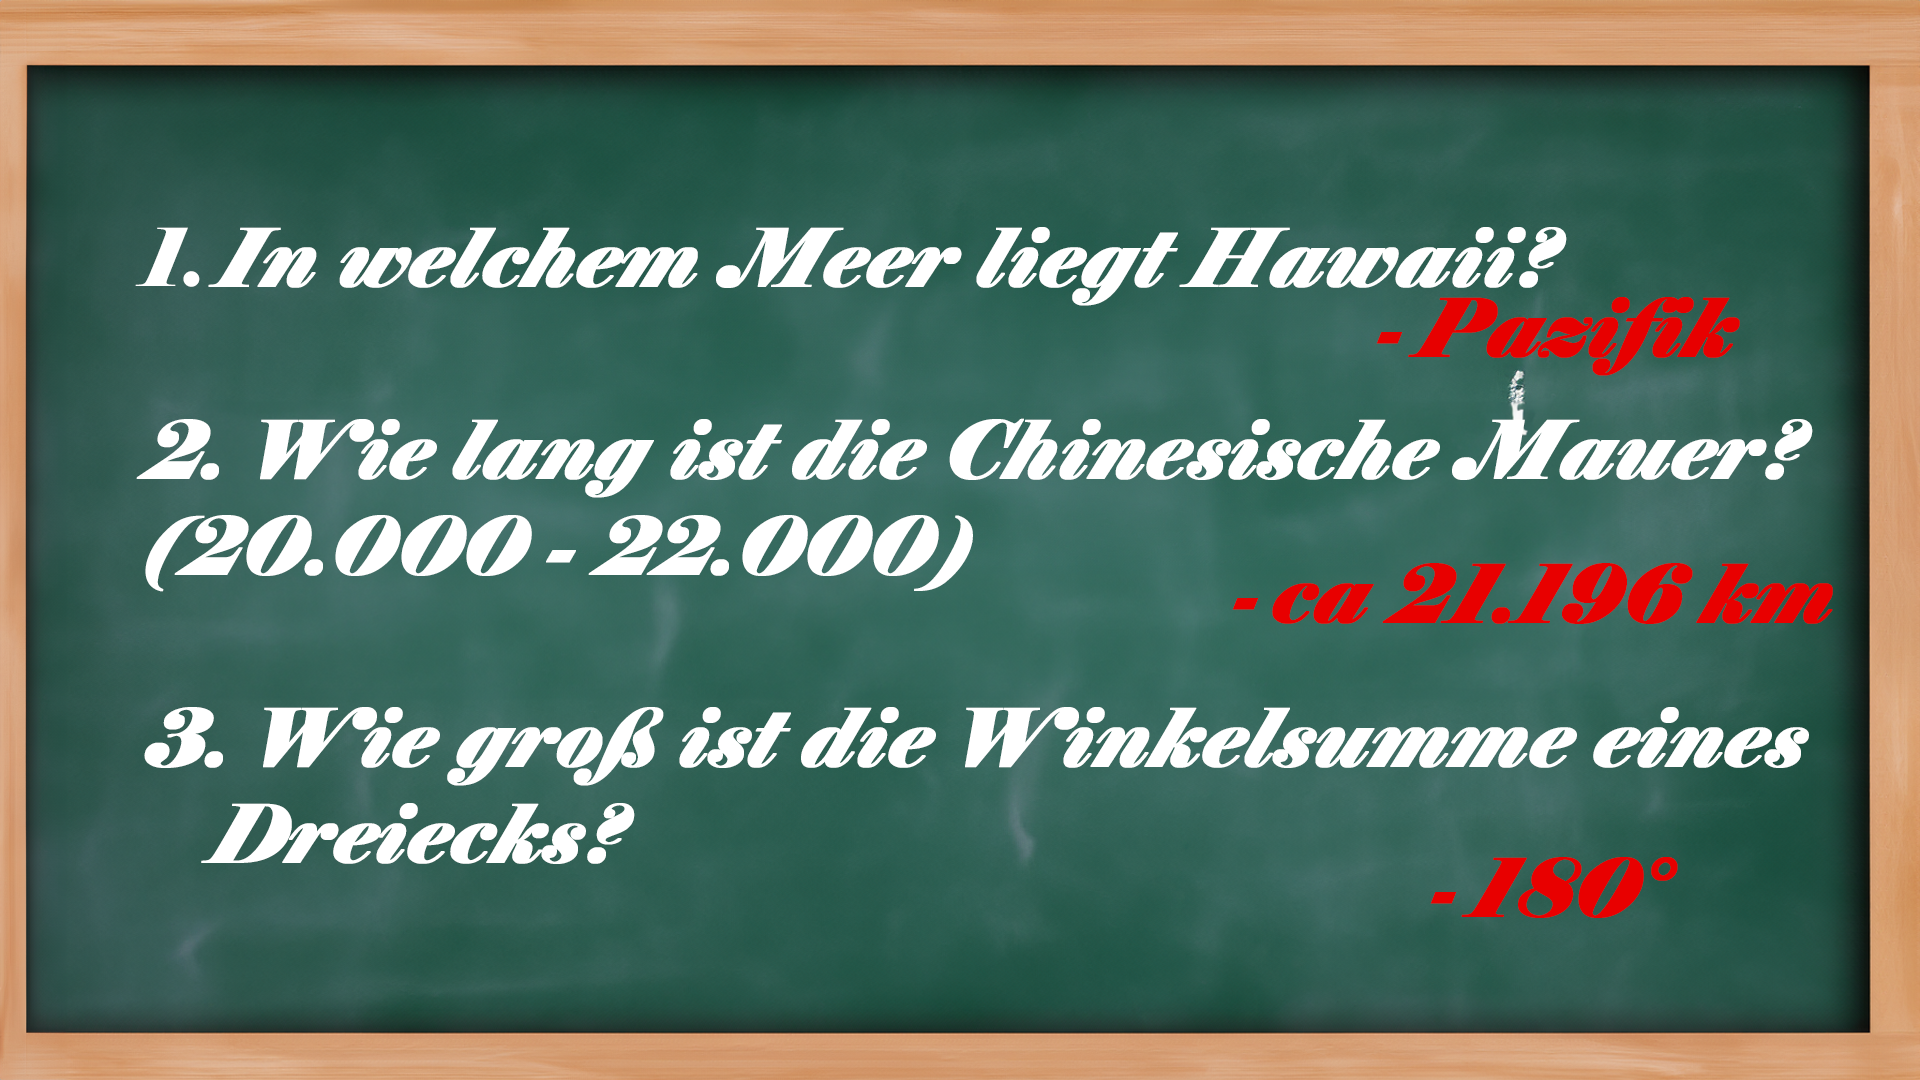 1. In welchem Meer liegt Hawaii?
- Pazifik
2. Wie lang ist die Chinesische Mauer?
(20.000 - 22.000)
- ca 21.196 km
3. Wie groß ist die Winkelsumme eines
Dreiecks?
- 180°